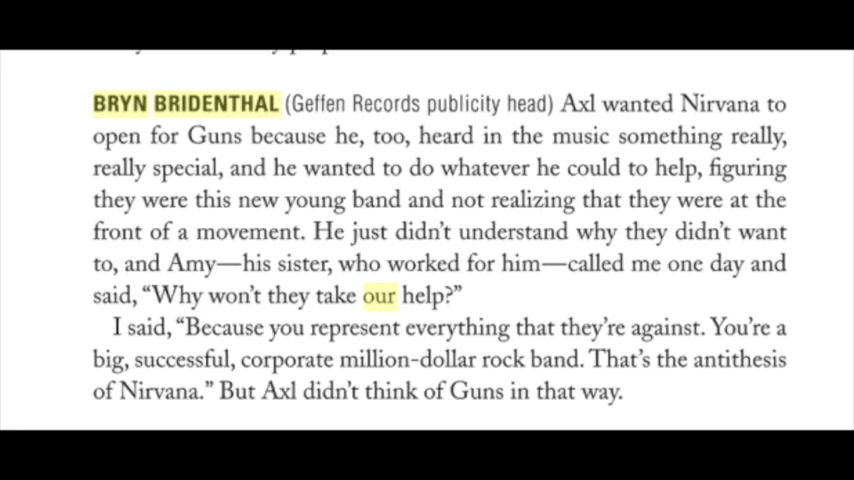 BRYN BRIDENTHAL (Geffen Records publicity head) Axl wanted Nirvana to
open for Guns because he, too, heard in the music something really,
really special, and he wanted to do whatever he could to help, figuring
they were this new young band and not realizing that they were at the
front of a movement. He just didn't understand why they didn't want
to, and Amy—his sister, who worked for him—called me one day and
said, “Why won't they take our help?”
I said, “Because you represent everything that they're against. You're a
big, successful, corporate million-dollar rock band. That's the antithesis
of Nirvana.” But Axl didn't think of Guns in that way.